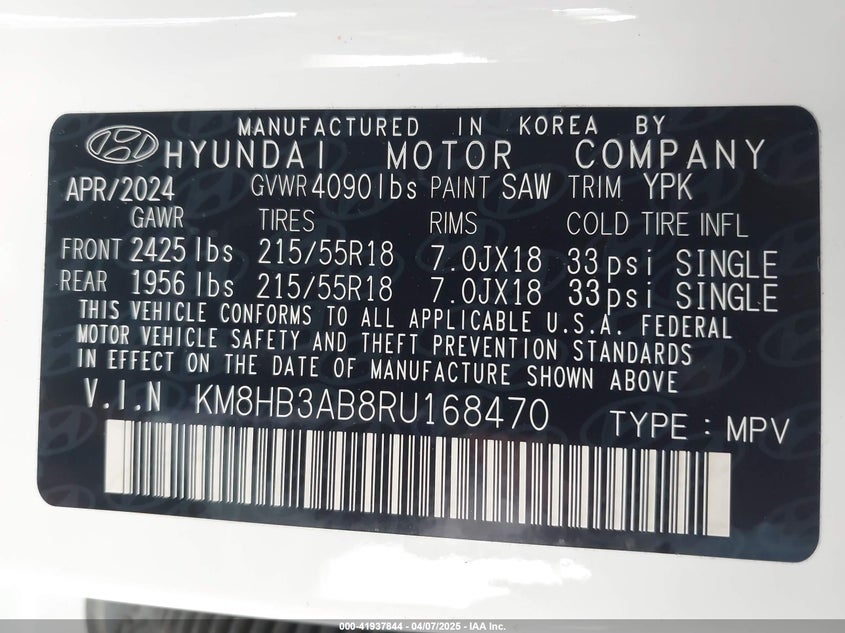 MANUFACTURED IN KOREA BY
HYUNDAI MOTOR COMPANY
APR/2024 GVWR 4090 lbs PAINT SAW TRIM YPK
GAWR TIRES RIMS COLD TIRE INFL
FRONT 2425 lbs 215/55R18 7.0JX18 33 psi SINGLE
REAR 1956 lbs 215/55R18 7.0JX18 33 psi SINGLE
THIS VEHICLE CONFORMS TO ALL APPLICABLE U.S.A. FEDERAL
MOTOR VEHICLE SAFETY AND THEFT PREVENTION STANDARDS
IN EFFECT ON THE DATE OF MANUFACTURE SHOWN ABOVE
V.I.N KM8HB3AB8RU168470 TYPE : MPV
000-41937844 04/07/2025 IAA Inc.